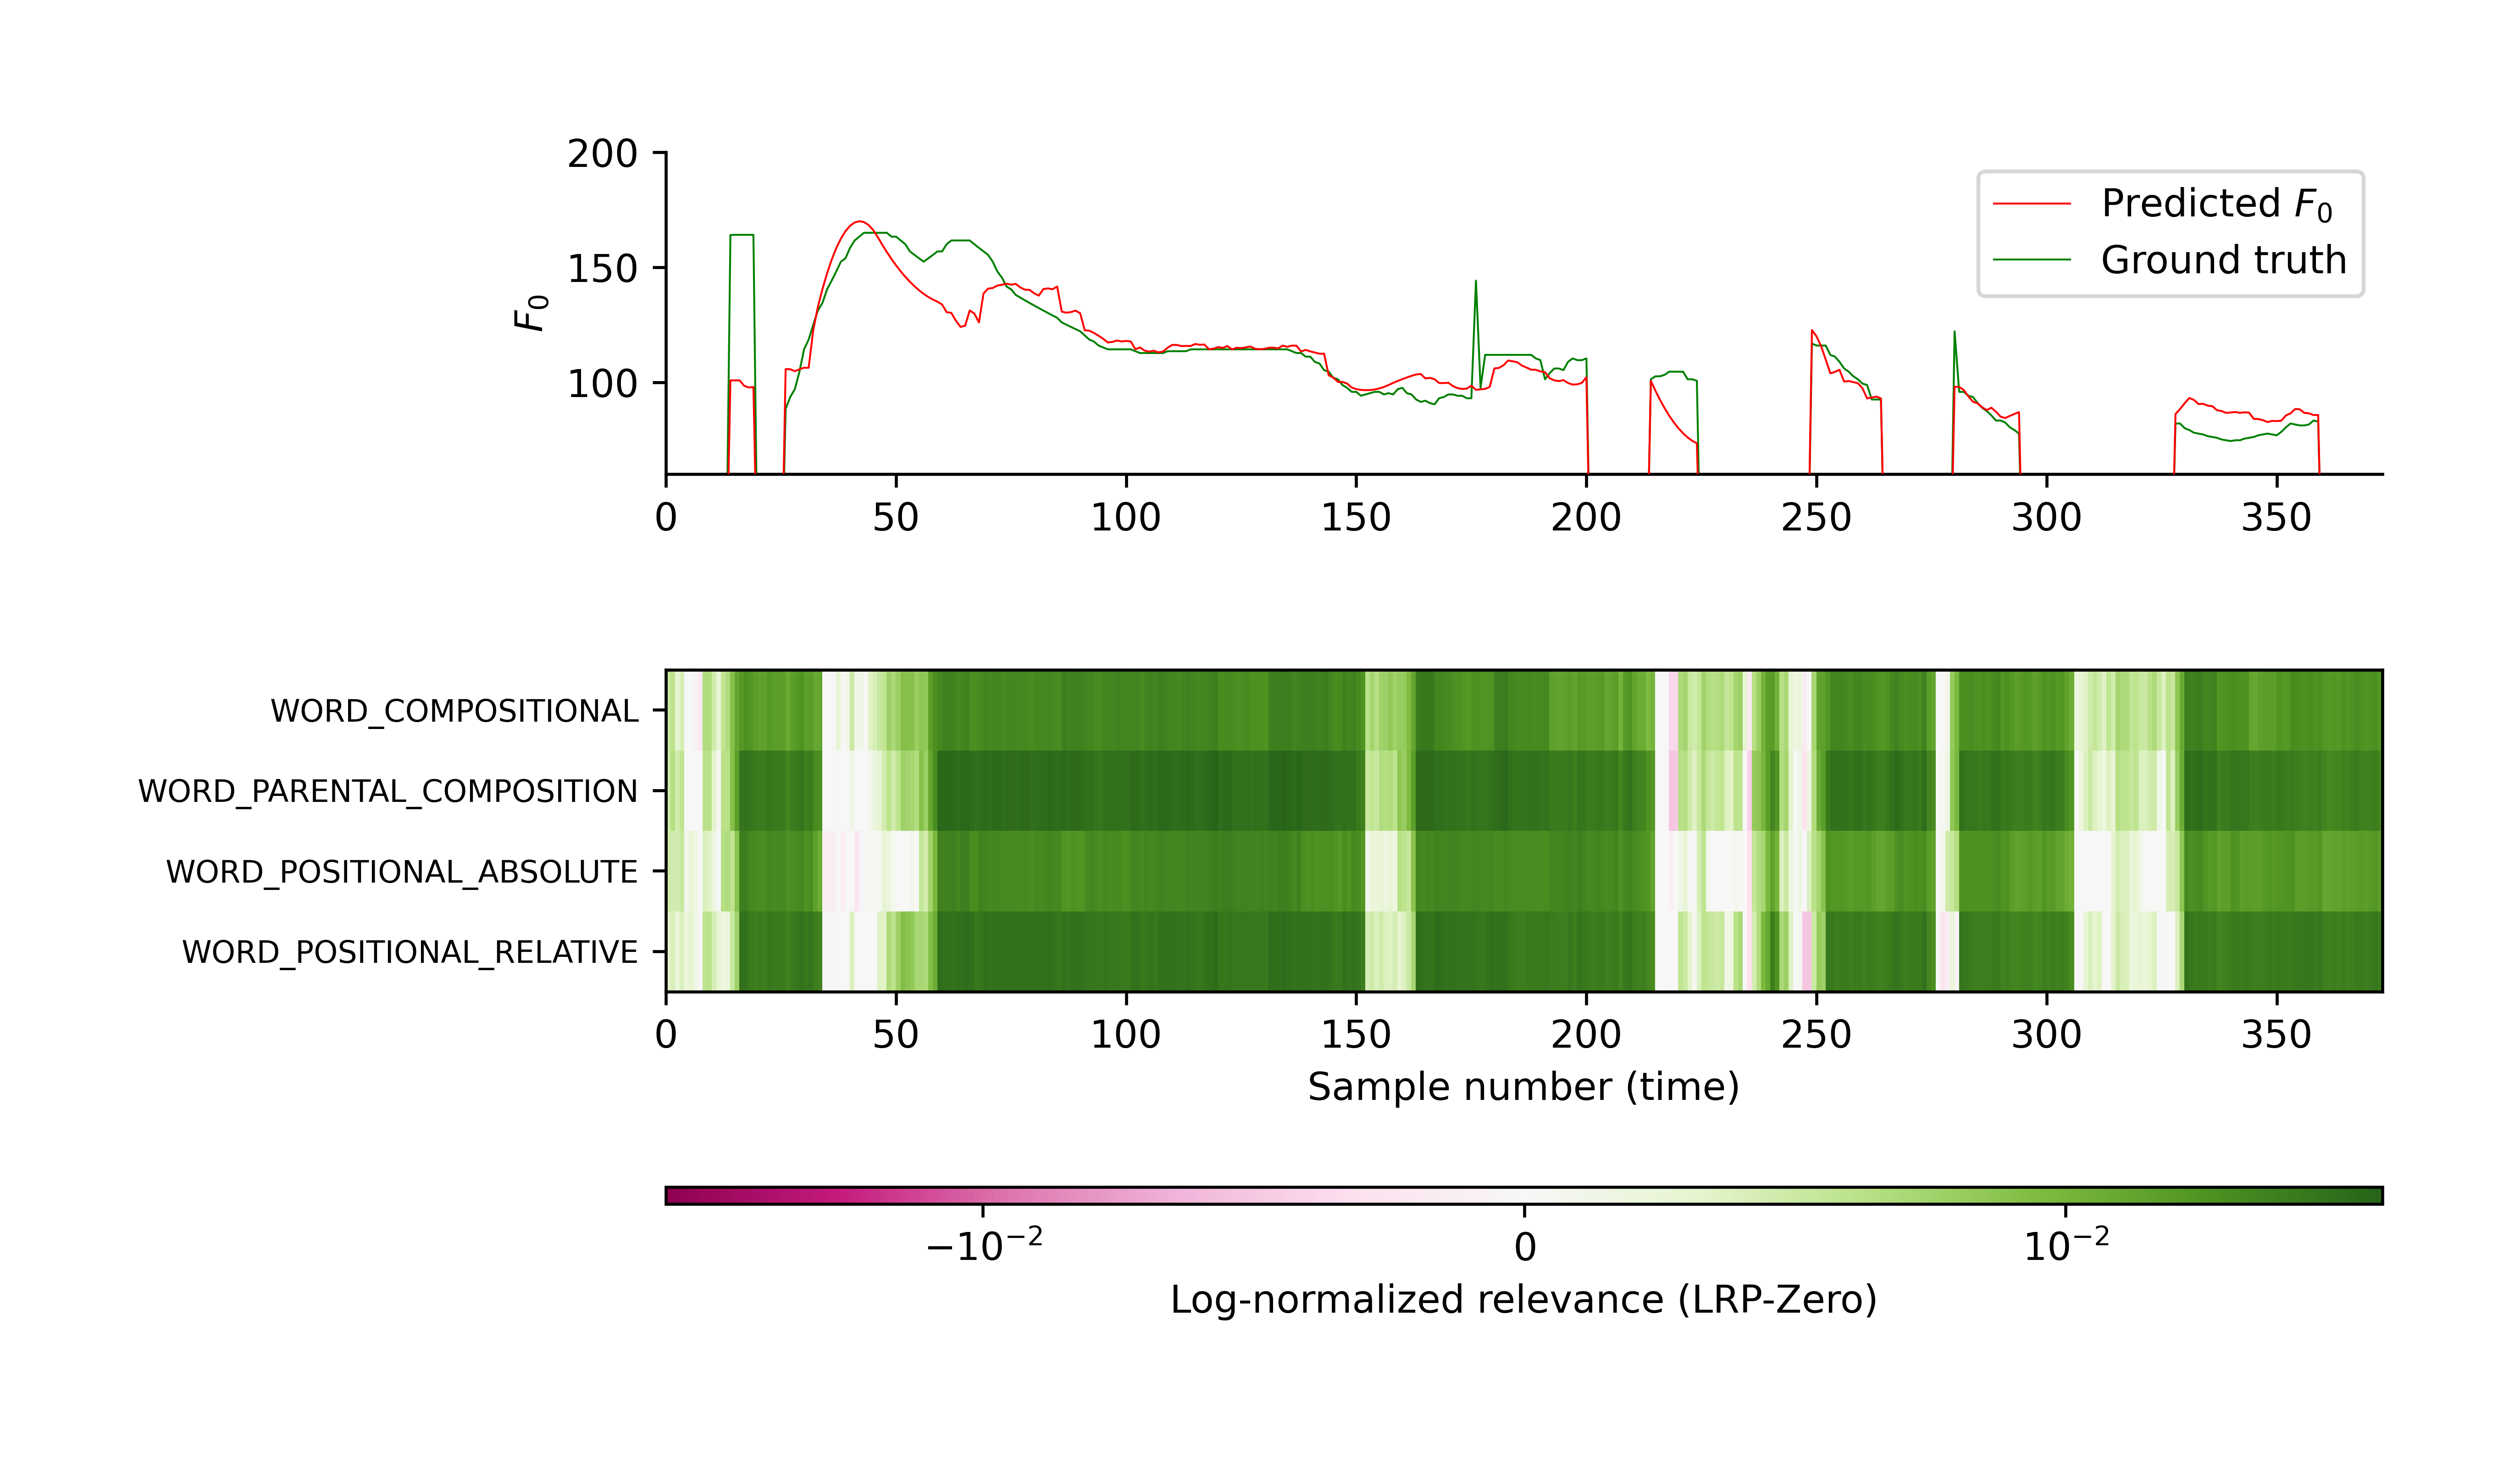 200
150
100
F₀
Predicted F₀
Ground truth
0 50 100 150 200 250 300 350
WORD_COMPOSITIONAL
WORD_PARENTAL_COMPOSITION
WORD_POSITIONAL_ABSOLUTE
WORD_POSITIONAL_RELATIVE
0 50 100 150 200 250 300 350
Sample number (time)
−10⁻² 0 10⁻²
Log-normalized relevance (LRP-Zero)